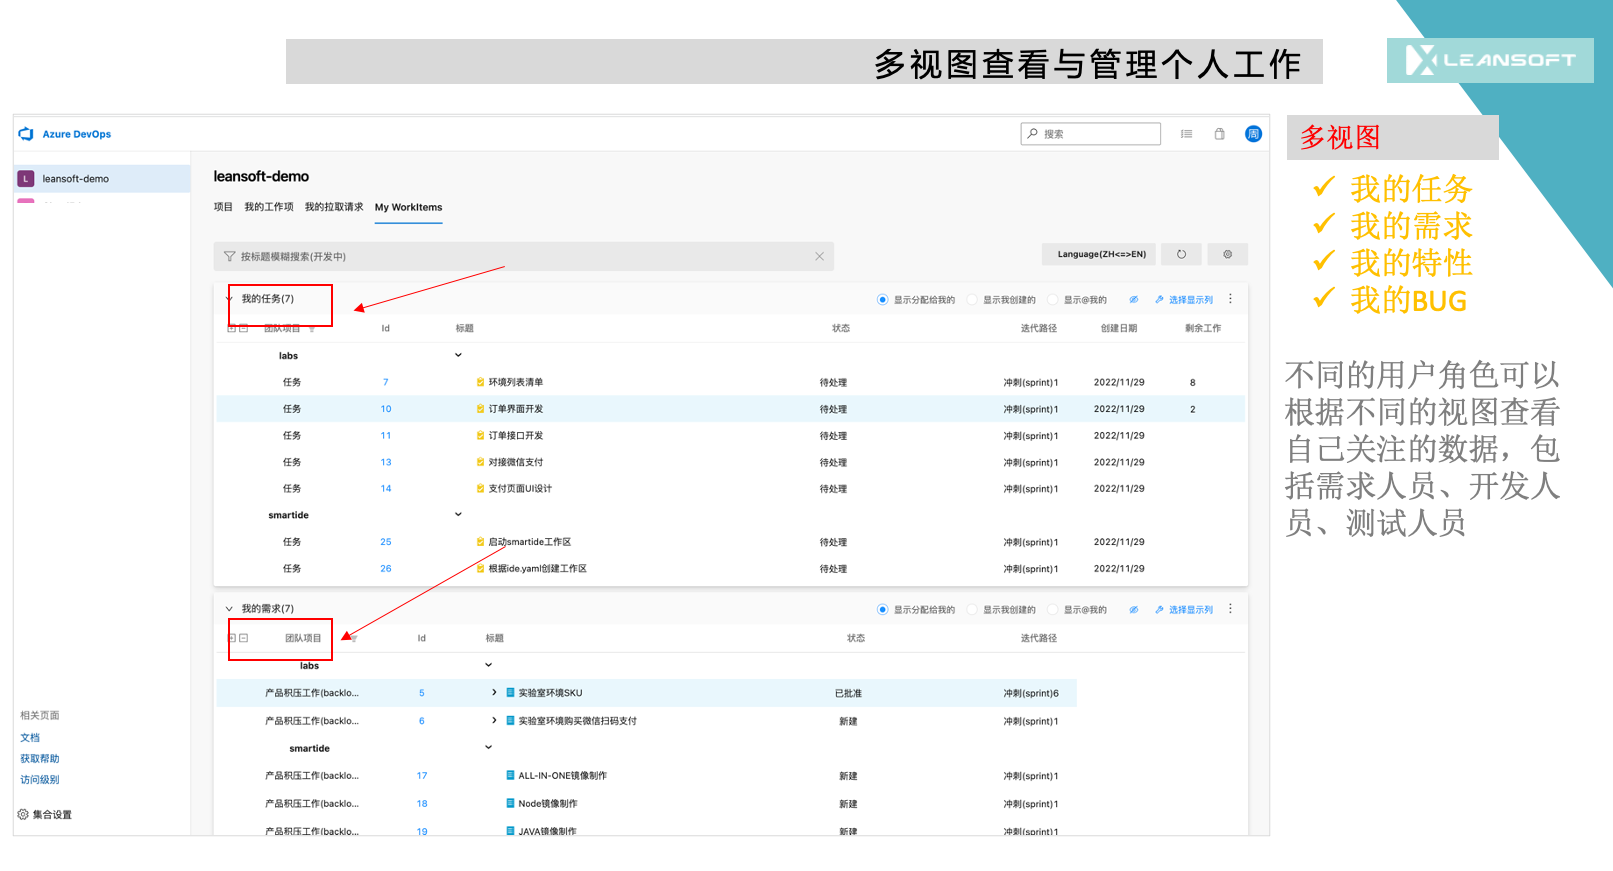 多视图查看与管理个人工作
LEANSOFT
Azure DevOps
搜索
周
L leansoft-demo
leansoft-demo
项目 我的工作项 我的拉取请求 My WorkItems
按标题模糊搜索(开发中)
Language(ZH<=>EN)
我的任务(7) 显示分配给我的 显示我创建的 显示@我的 选择显示列
团队项目 Id 标题 状态 迭代路径 创建日期 剩余工作
labs
任务 7 环境列表清单 待处理 冲刺(sprint)1 2022/11/29 8
任务 10 订单界面开发 待处理 冲刺(sprint)1 2022/11/29 2
任务 11 订单接口开发 待处理 冲刺(sprint)1 2022/11/29
任务 13 对接微信支付 待处理 冲刺(sprint)1 2022/11/29
任务 14 支付页面UI设计 待处理 冲刺(sprint)1 2022/11/29
smartide
任务 25 启动smartide工作区 待处理 冲刺(sprint)1 2022/11/29
任务 26 根据ide.yaml创建工作区 待处理 冲刺(sprint)1 2022/11/29
我的需求(7) 显示分配给我的 显示我创建的 显示@我的 选择显示列
团队项目 Id 标题 状态 迭代路径
labs
产品积压工作(backlo... 5 实验室环境SKU 已批准 冲刺(sprint)6
产品积压工作(backlo... 6 实验室环境购买微信扫码支付 新建 冲刺(sprint)1
smartide
产品积压工作(backlo... 17 ALL-IN-ONE镜像制作 新建 冲刺(sprint)1
产品积压工作(backlo... 18 Node镜像制作 新建 冲刺(sprint)1
产品积压工作(backlo... 19 JAVA镜像制作 新建 冲刺(sprint)1
相关页面
文档
获取帮助
访问级别
集合设置
多视图
我的任务
我的需求
我的特性
我的BUG
不同的用户角色可以
根据不同的视图查看
自己关注的数据，包
括需求人员、开发人
员、测试人员